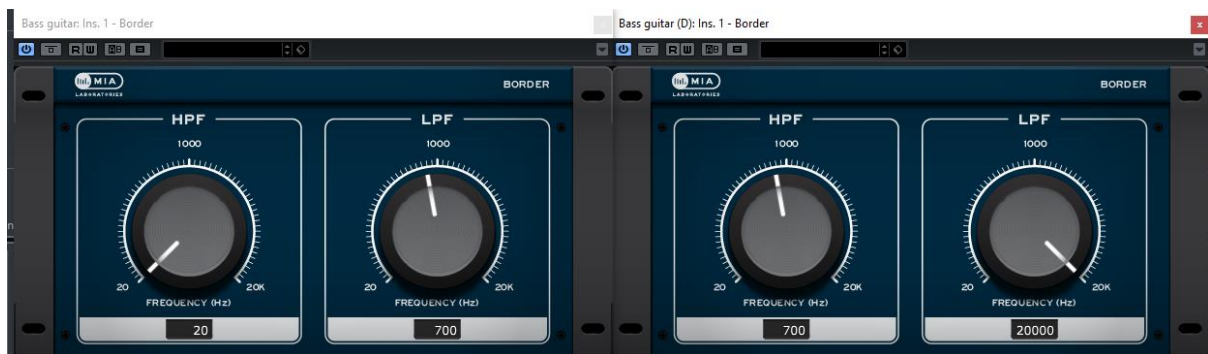 Bass guitar: Ins. 1 - Border
R W
MIA
LABORATORIES
BORDER
HPF
1000
20
20K
FREQUENCY (Hz)
20
LPF
1000
20
20K
FREQUENCY (Hz)
700
Bass guitar (D): Ins. 1 - Border
x
R W
MIA
LABORATORIES
BORDER
HPF
1000
20
20K
FREQUENCY (Hz)
700
LPF
1000
20
20K
FREQUENCY (Hz)
20000